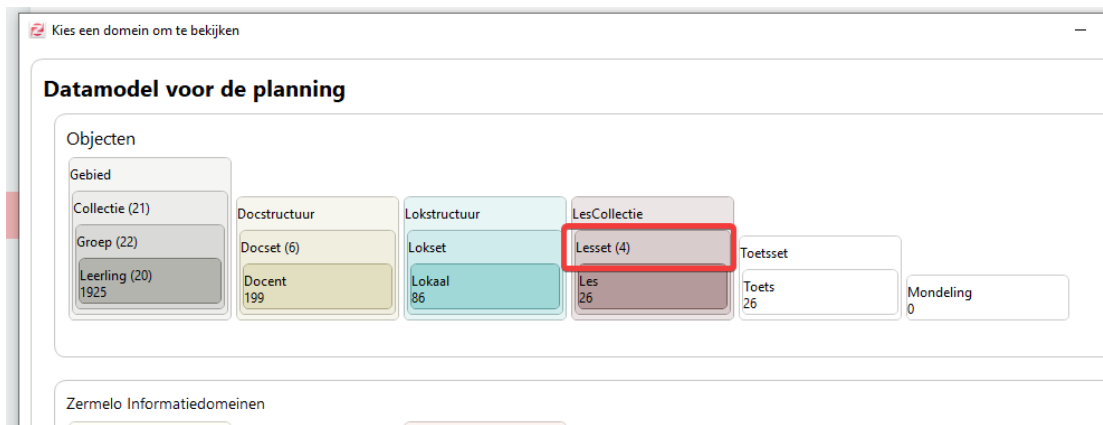 Kies een domein om te bekijken
Datamodel voor de planning
Objecten
Gebied
Collectie (21)
Groep (22)
Leerling (20)
1925
Docstructuur
Docset (6)
Docent
199
Lokstructuur
Lokset
Lokaal
86
LesCollectie
Lesset (4)
Les
26
Toetsset
Toets
26
Mondeling
0
Zermelo Informatiedomeinen